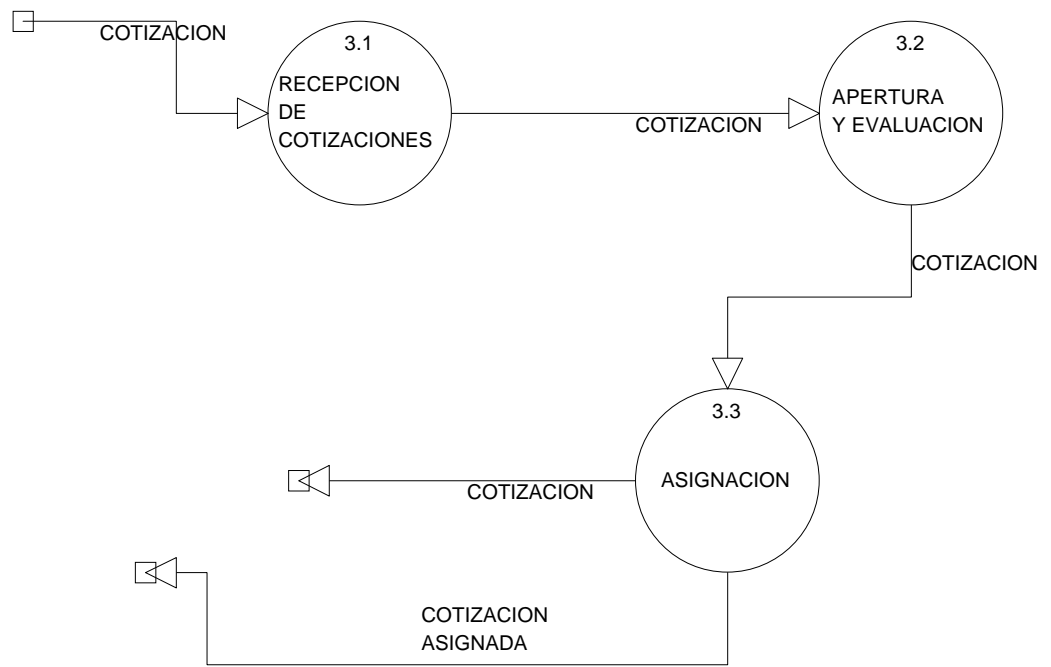 COTIZACION
3.1
RECEPCION
DE
COTIZACIONES
COTIZACION
3.2
APERTURA
Y EVALUACION
COTIZACION
3.3
ASIGNACION
COTIZACION
COTIZACION
ASIGNADA